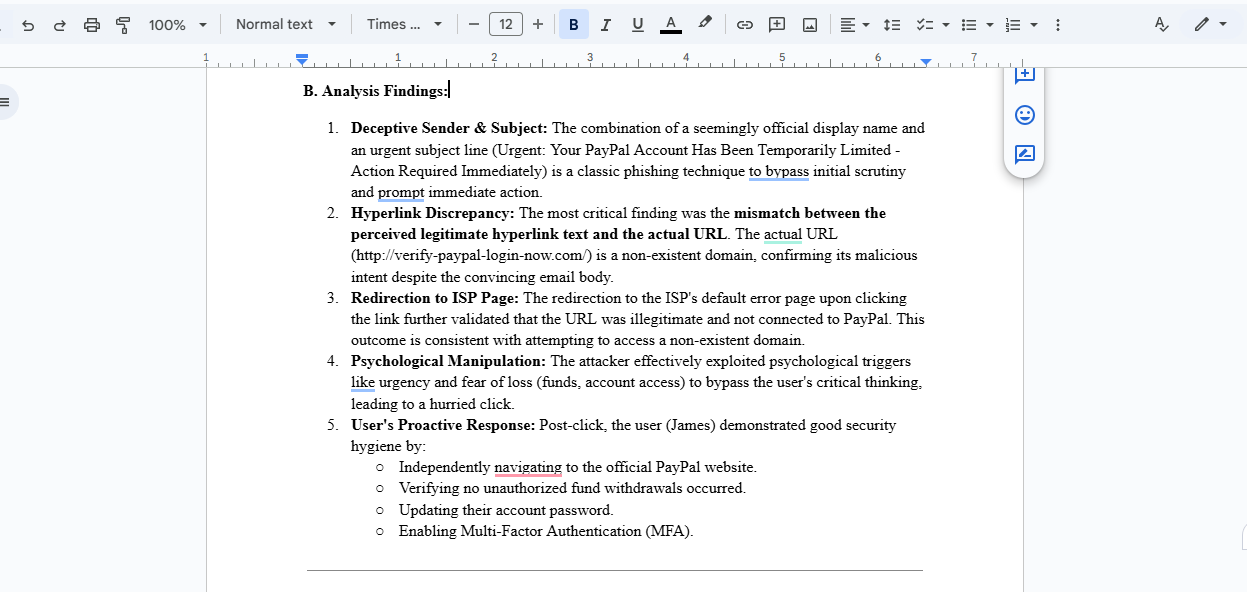 100%
Normal text
Times ...
12
B
I
U
A
1
1
2
3
4
5
6
7
B. Analysis Findings:
1. Deceptive Sender & Subject: The combination of a seemingly official display name and
an urgent subject line (Urgent: Your PayPal Account Has Been Temporarily Limited -
Action Required Immediately) is a classic phishing technique to bypass initial scrutiny
and prompt immediate action.
2. Hyperlink Discrepancy: The most critical finding was the mismatch between the
perceived legitimate hyperlink text and the actual URL. The actual URL
(http://verify-paypal-login-now.com/) is a non-existent domain, confirming its malicious
intent despite the convincing email body.
3. Redirection to ISP Page: The redirection to the ISP's default error page upon clicking
the link further validated that the URL was illegitimate and not connected to PayPal. This
outcome is consistent with attempting to access a non-existent domain.
4. Psychological Manipulation: The attacker effectively exploited psychological triggers
like urgency and fear of loss (funds, account access) to bypass the user's critical thinking,
leading to a hurried click.
5. User's Proactive Response: Post-click, the user (James) demonstrated good security
hygiene by:
○ Independently navigating to the official PayPal website.
○ Verifying no unauthorized fund withdrawals occurred.
○ Updating their account password.
○ Enabling Multi-Factor Authentication (MFA).